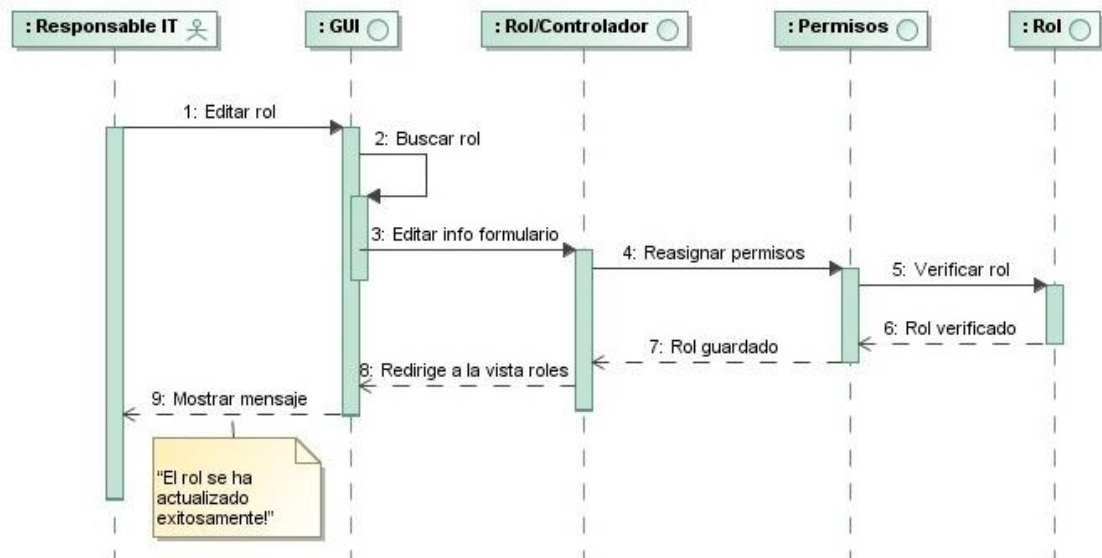 : Responsable IT
: GUI
: Rol/Controlador
: Permisos
: Rol
1: Editar rol
2: Buscar rol
3: Editar info formulario
4: Reasignar permisos
5: Verificar rol
6: Rol verificado
7: Rol guardado
8: Redirige a la vista roles
9: Mostrar mensaje
"El rol se ha
actualizado
exitosamente!"